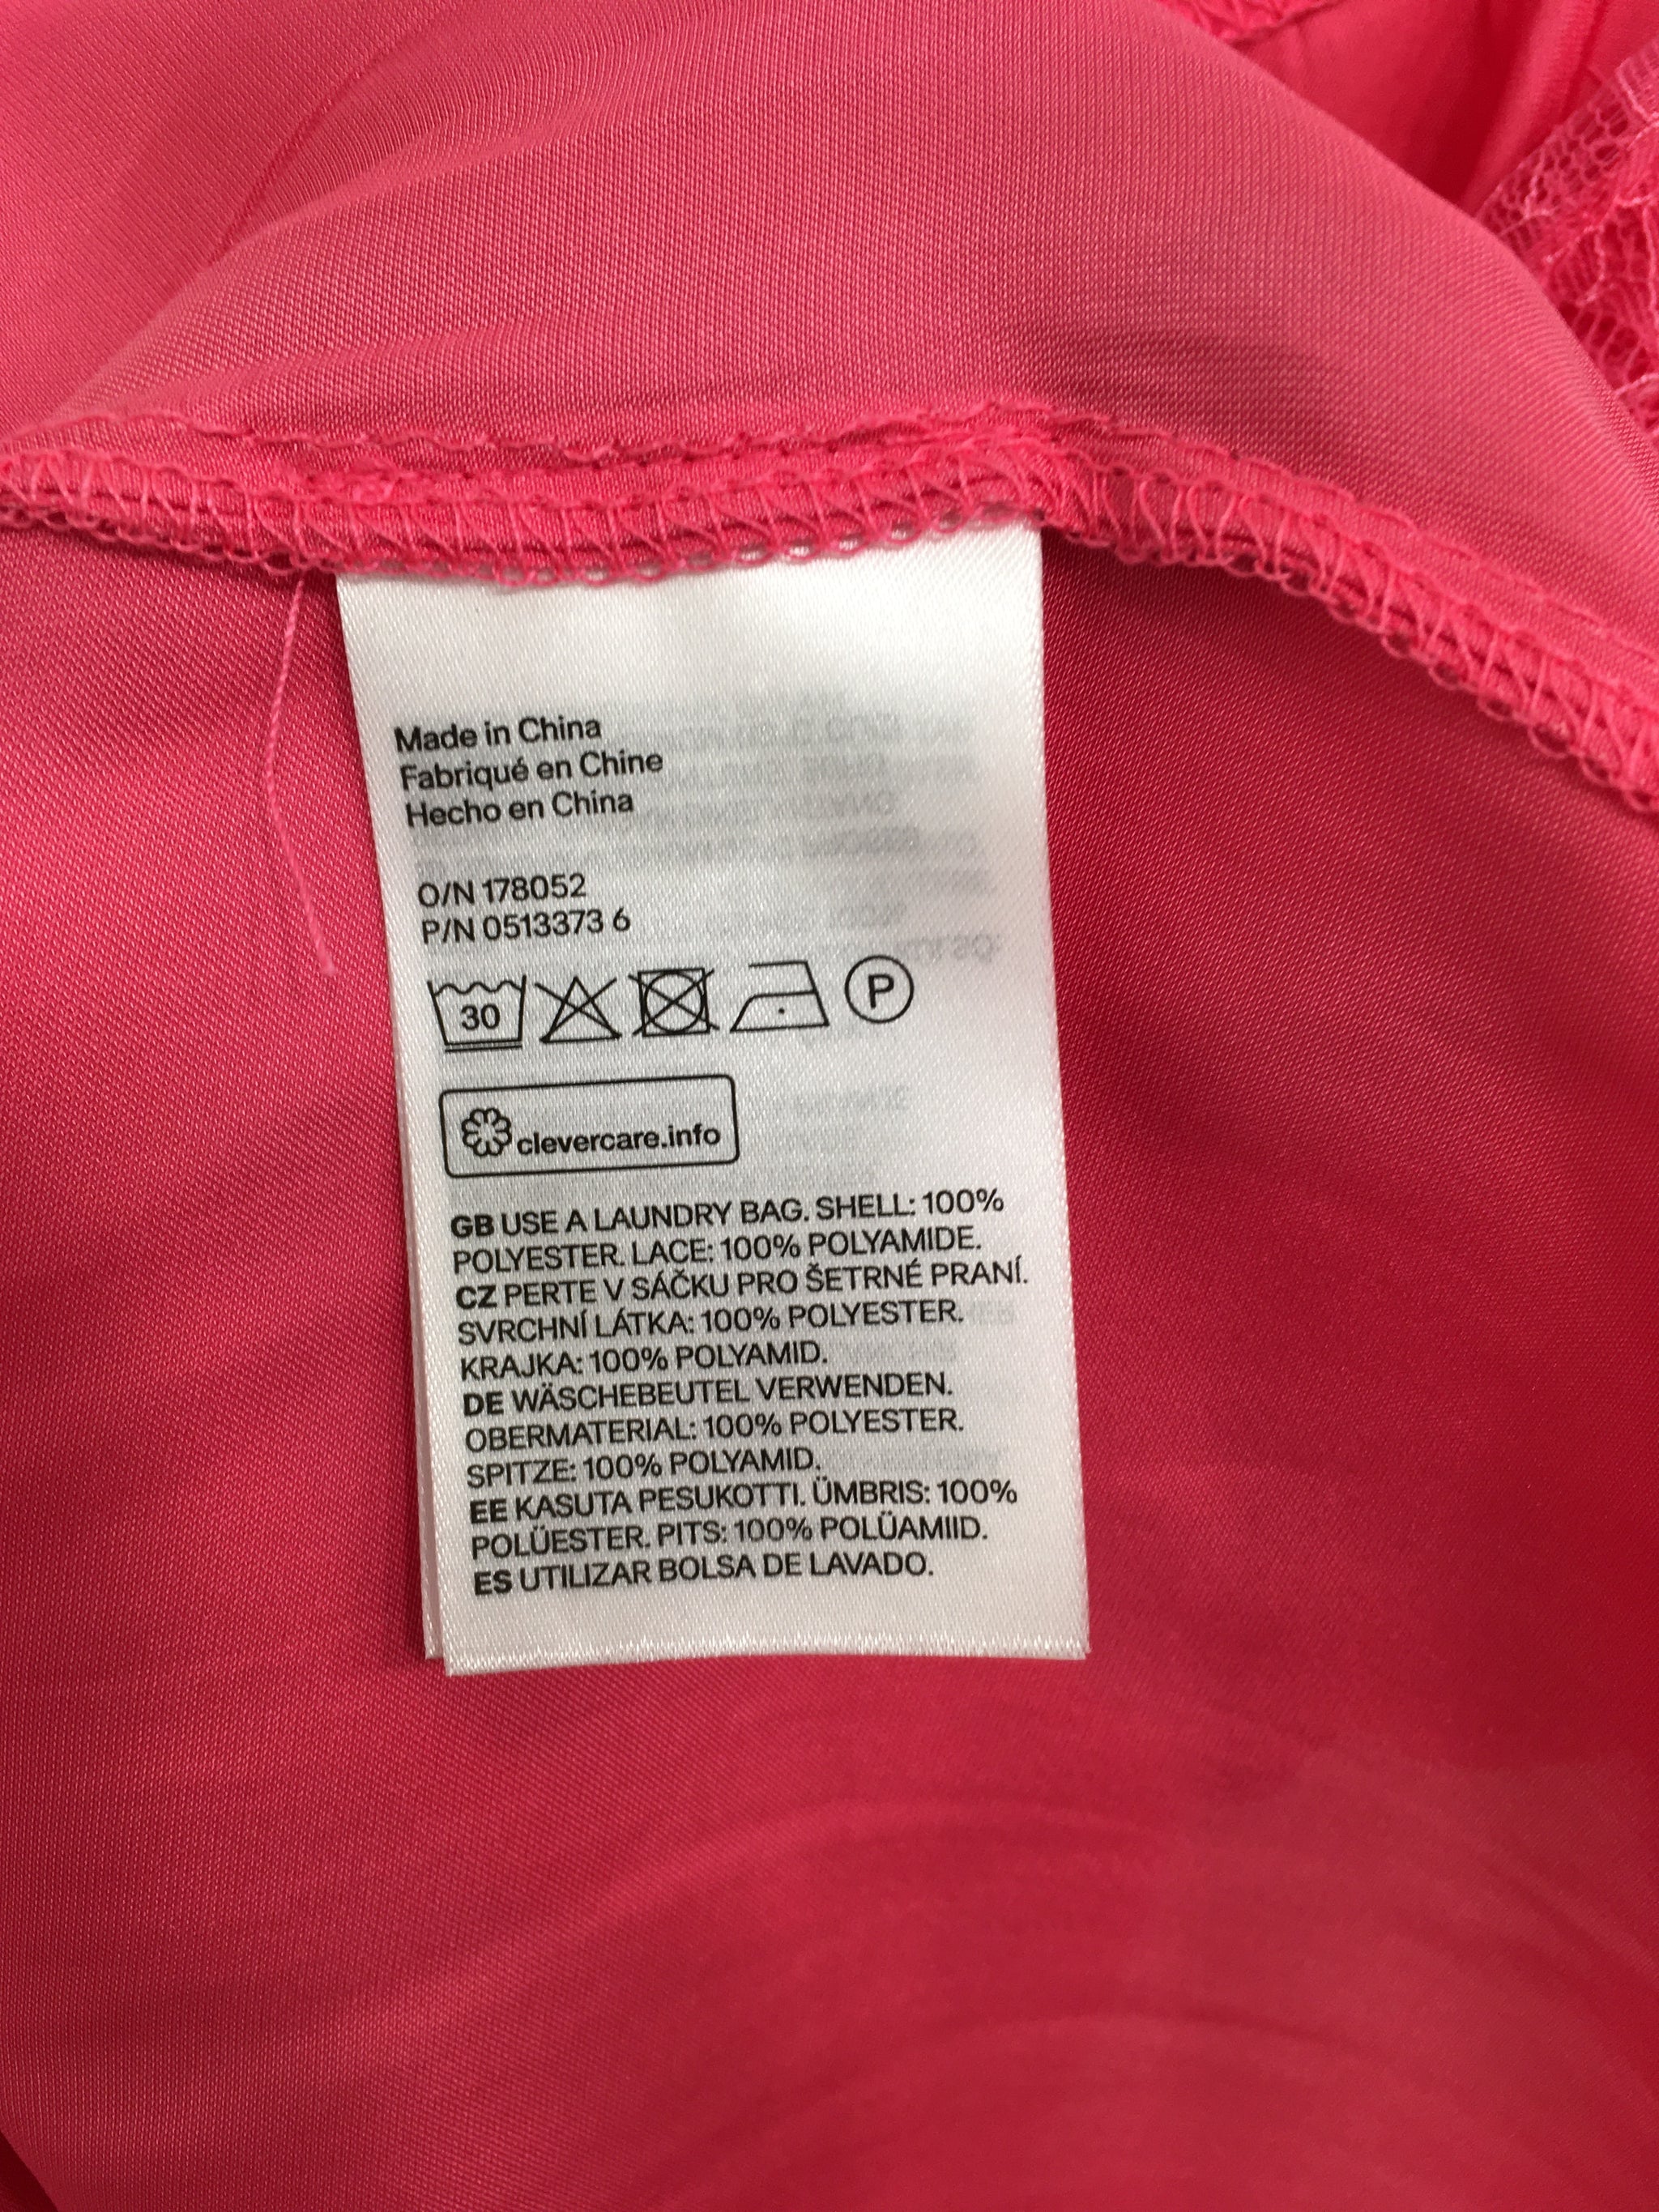 Made in China
Fabriqué en Chine
Hecho en China
O/N 178052
P/N 0513373 6
30
P
clevercare.info
GB USE A LAUNDRY BAG. SHELL: 100%
POLYESTER. LACE: 100% POLYAMIDE.
CZ PERTE V SÁČKU PRO ŠETRNÉ PRANÍ.
SVRCHNÍ LÁTKA: 100% POLYESTER.
KRAJKA: 100% POLYAMID.
DE WÄSCHEBEUTEL VERWENDEN.
OBERMATERIAL: 100% POLYESTER.
SPITZE: 100% POLYAMID.
EE KASUTA PESUKOTTI. ÜMBRIS: 100%
POLÜESTER. PITS: 100% POLÜAMIID.
ES UTILIZAR BOLSA DE LAVADO.